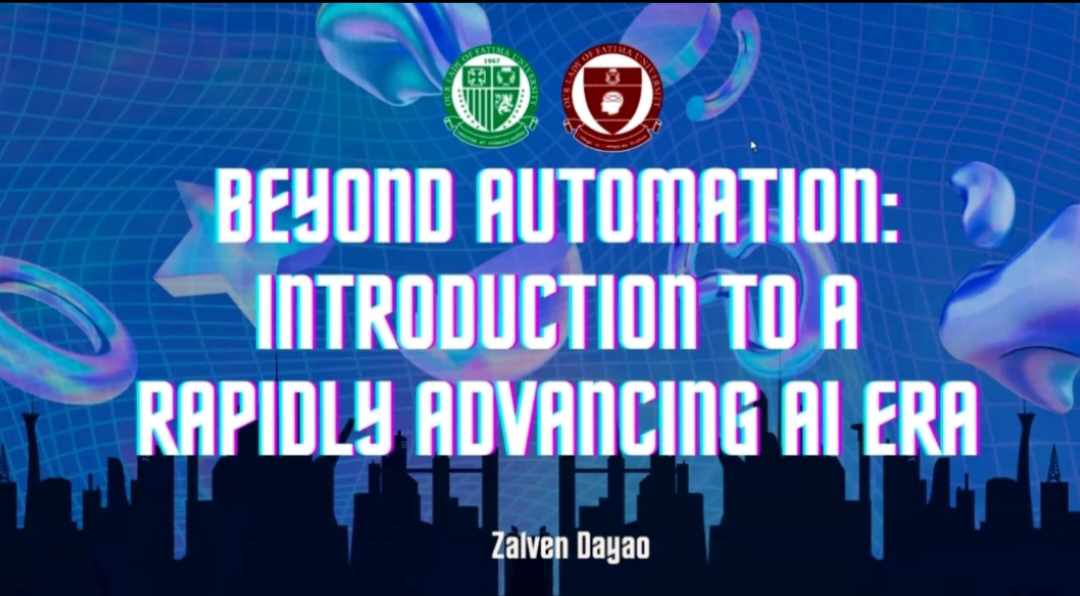 OUR LADY OF FATIMA UNIVERSITY
1967
OUR LADY OF FATIMA UNIVERSITY
BEYOND AUTOMATION:
INTRODUCTION TO A
RAPIDLY ADVANCING AI ERA
Zalven Dayao